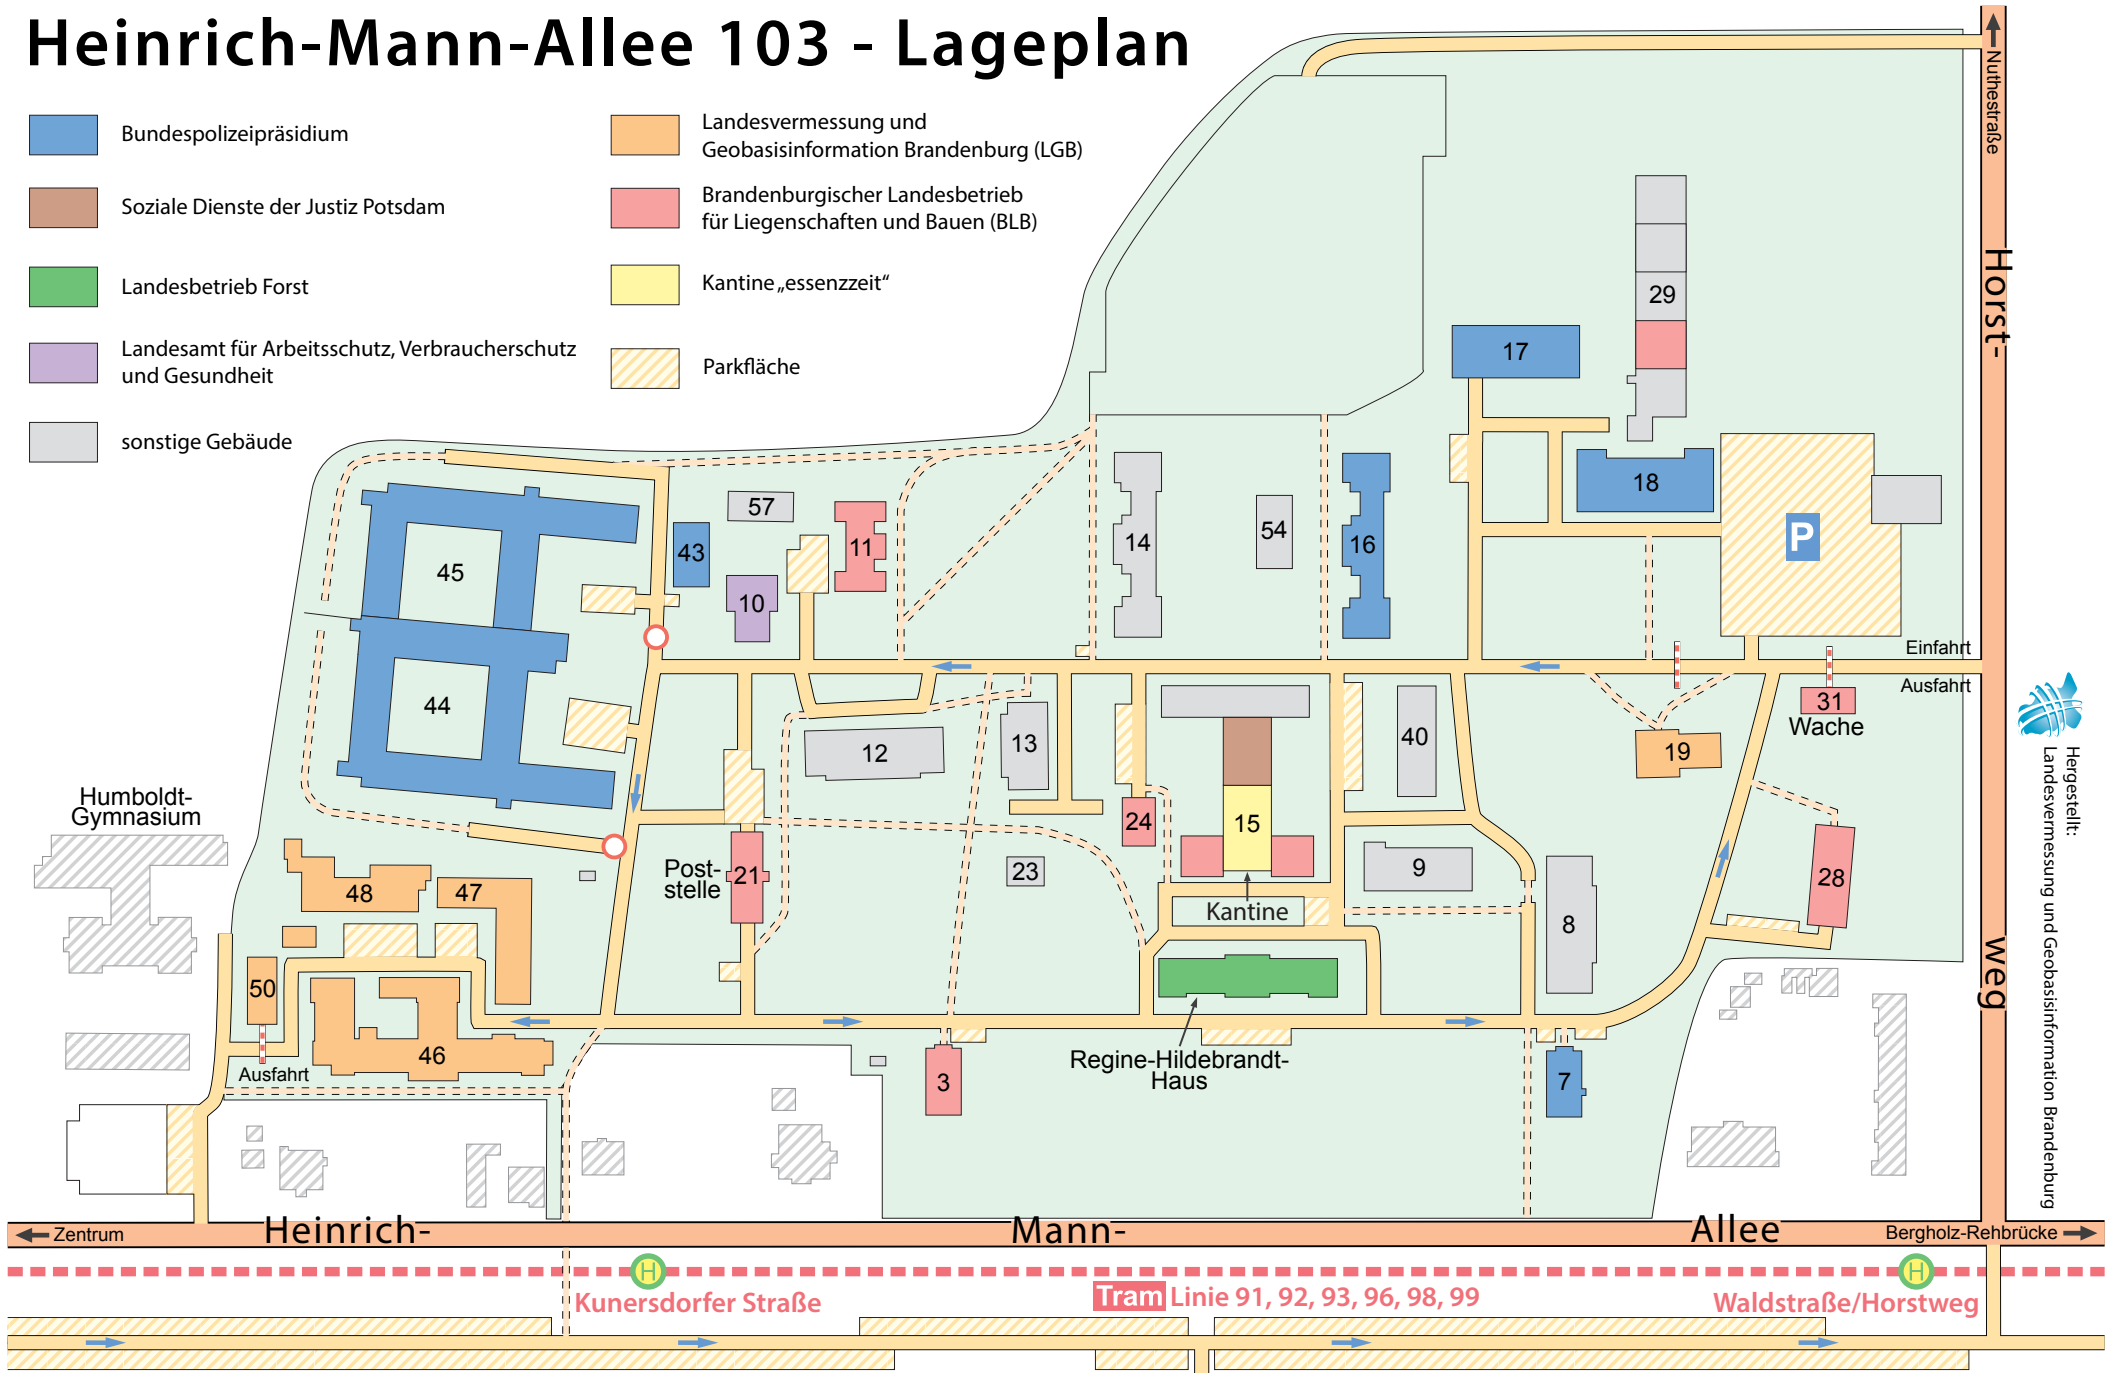 Heinrich-Mann-Allee 103 - Lageplan
Bundespolizeipräsidium
Soziale Dienste der Justiz Potsdam
Landesbetrieb Forst
Landesamt für Arbeitsschutz, Verbraucherschutz
und Gesundheit
sonstige Gebäude
Landesvermessung und
Geobasisinformation Brandenburg (LGB)
Brandenburgischer Landesbetrieb
für Liegenschaften und Bauen (BLB)
Kantine „essenzzeit“
Parkfläche
Nuthestraße
Horst-
weg
29
17
18
P
57
43
11
10
45
44
14
54
16
Einfahrt
Ausfahrt
31
Wache
19
12
13
40
24
15
Kantine
9
8
28
23
21
Post-
stelle
Humboldt-
Gymnasium
48
47
50
46
Ausfahrt
3
Regine-Hildebrandt-
Haus
7
Hergestellt:
Landesvermessung und Geobasisinformation Brandenburg
Zentrum
Heinrich-
Mann-
Allee
Bergholz-Rehbrücke
H
Kunersdorfer Straße
Tram Linie 91, 92, 93, 96, 98, 99
H
Waldstraße/Horstweg